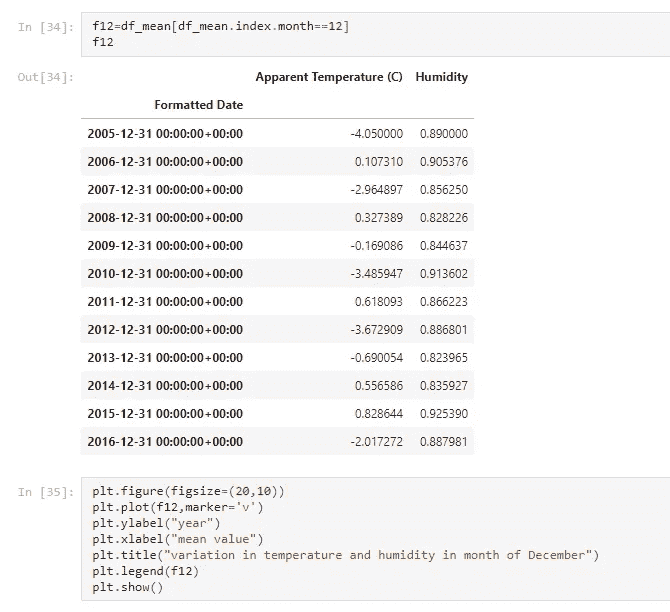 In [34]: f12=df_mean[df_mean.index.month==12]
f12
Out[34]:
Apparent Temperature (C) Humidity
Formatted Date
2005-12-31 00:00:00+00:00 -4.050000 0.890000
2006-12-31 00:00:00+00:00 0.107310 0.905376
2007-12-31 00:00:00+00:00 -2.964897 0.856250
2008-12-31 00:00:00+00:00 0.327389 0.828226
2009-12-31 00:00:00+00:00 -0.169086 0.844637
2010-12-31 00:00:00+00:00 -3.485947 0.913602
2011-12-31 00:00:00+00:00 0.618093 0.866223
2012-12-31 00:00:00+00:00 -3.672909 0.886801
2013-12-31 00:00:00+00:00 -0.690054 0.823965
2014-12-31 00:00:00+00:00 0.556586 0.835927
2015-12-31 00:00:00+00:00 0.828644 0.925390
2016-12-31 00:00:00+00:00 -2.017272 0.887981
In [35]: plt.figure(figsize=(20,10))
plt.plot(f12,marker='v')
plt.ylabel("year")
plt.xlabel("mean value")
plt.title("variation in temperature and humidity in month of December")
plt.legend(f12)
plt.show()